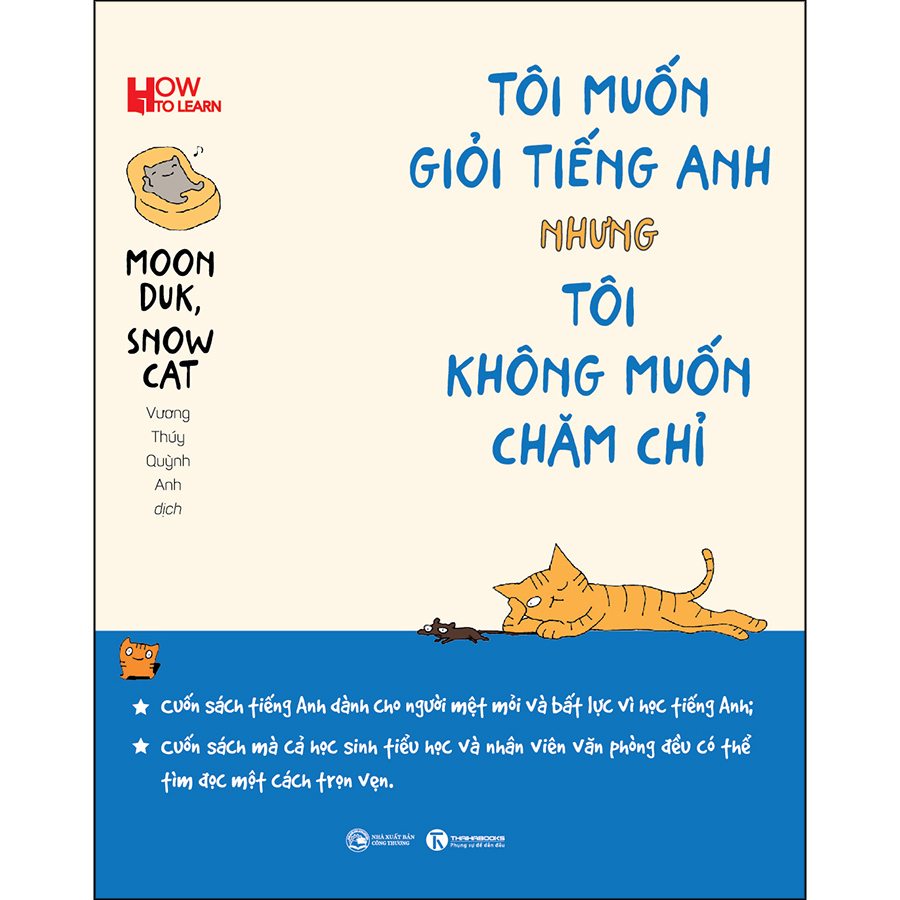 HOW
TO LEARN
MOON
DUK,
SNOW
CAT
Vương
Thúy
Quỳnh
Anh
dịch
TÔI MUỐN
GIỎI TIẾNG ANH
NHƯNG
TÔI
KHÔNG MUỐN
CHĂM CHỈ
Cuốn sách tiếng Anh dành cho người mệt mỏi và bất lực vì học tiếng Anh;
Cuốn sách mà cả học sinh tiểu học và nhân viên văn phòng đều có thể
tìm đọc một cách trọn vẹn.
NHÀ XUẤT BẢN
CÔNG THƯƠNG
THAIHABOOKS
Phụng sự để dẫn đầu